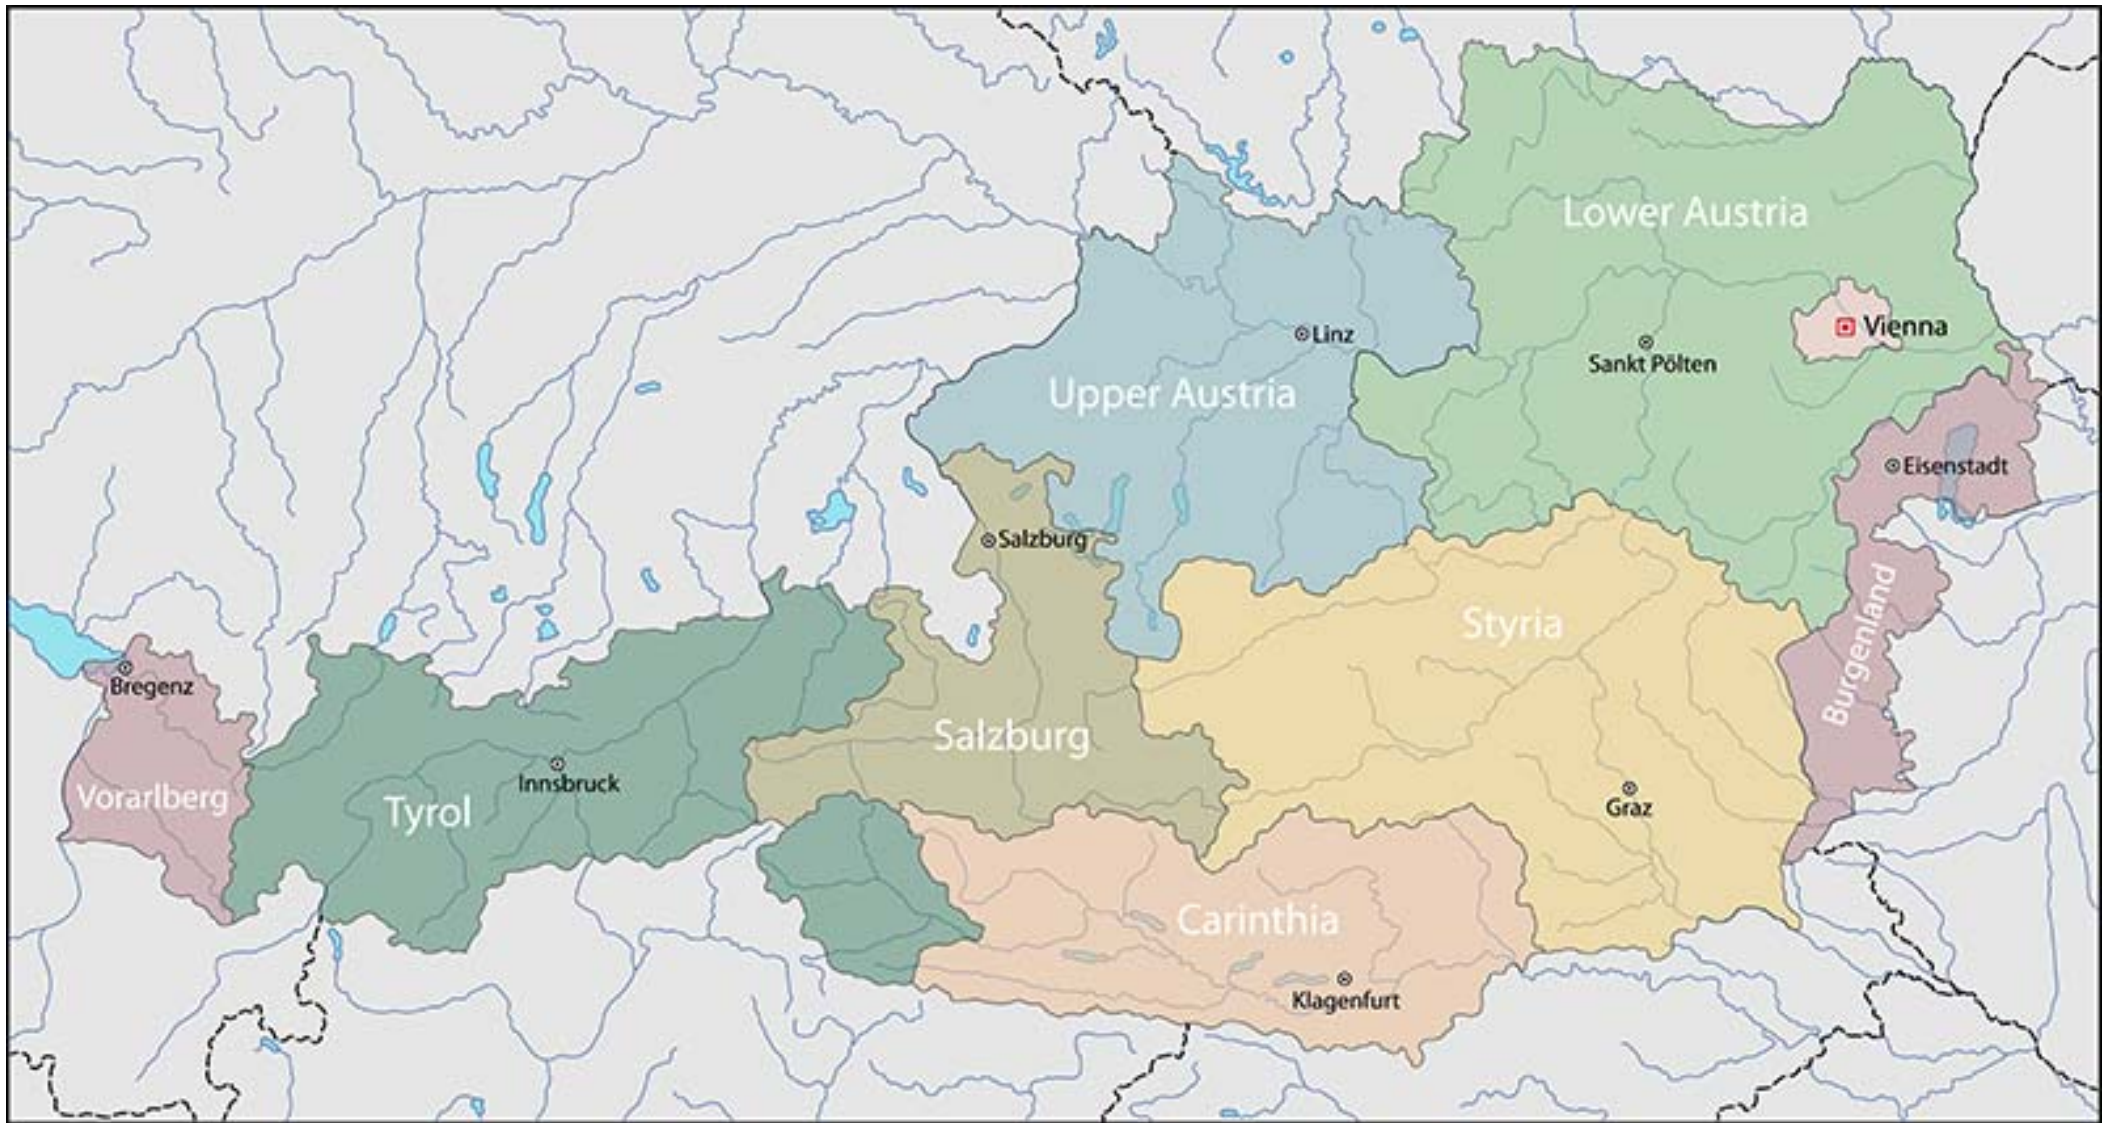 Lower Austria
Vienna
Linz
Sankt Pölten
Upper Austria
Eisenstadt
Salzburg
Styria
Burgenland
Bregenz
Salzburg
Innsbruck
Vorarlberg
Tyrol
Graz
Carinthia
Klagenfurt